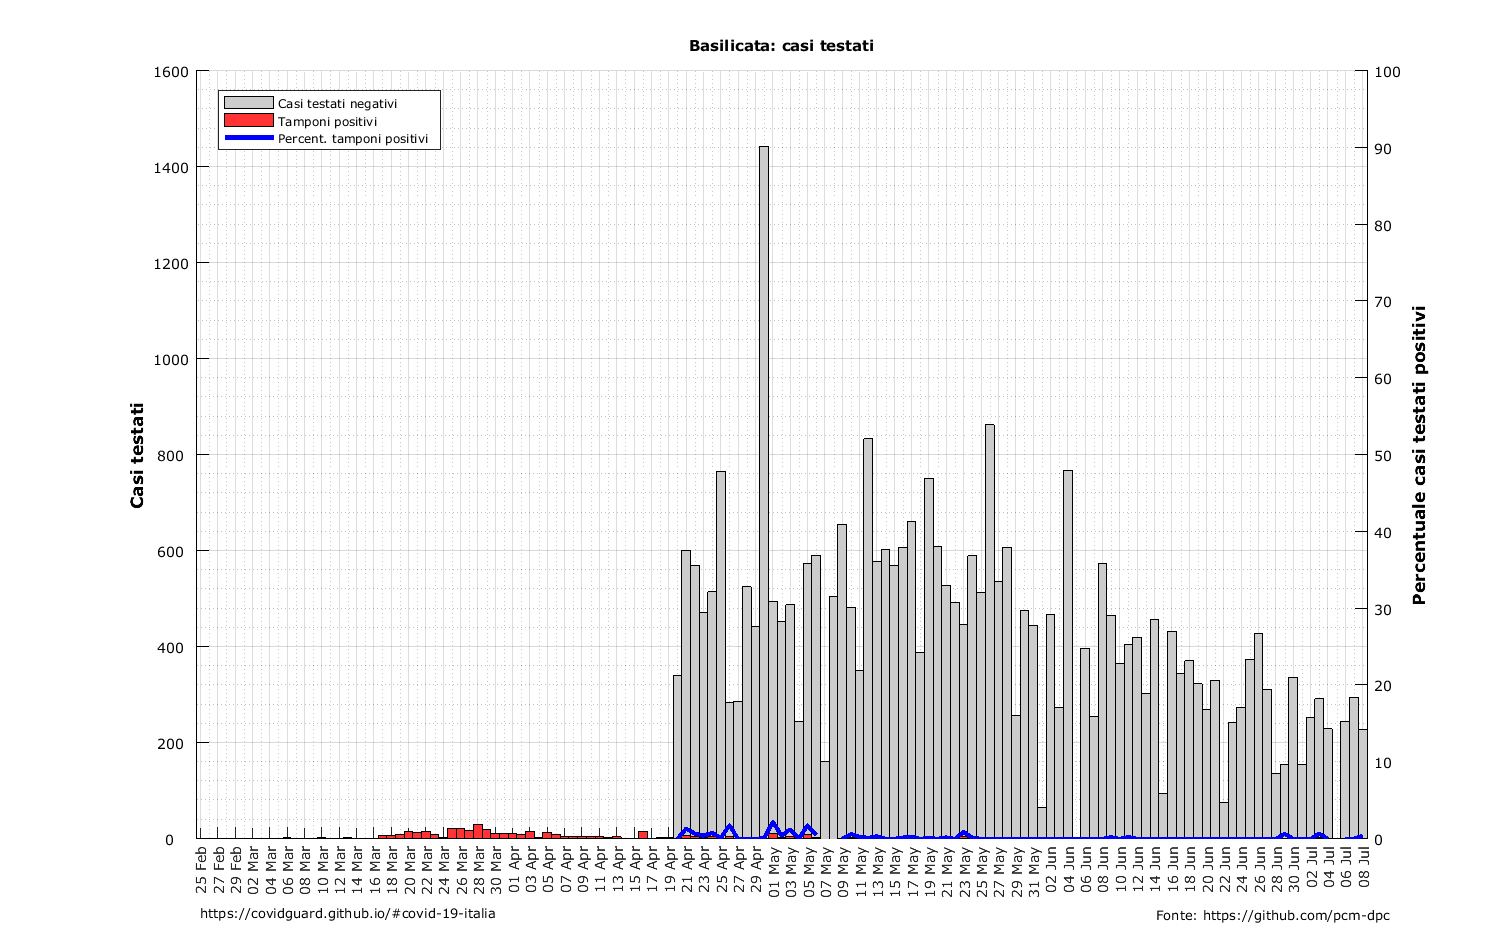 Basilicata: casi testati
Casi testati negativi
Tamponi positivi
Percent. tamponi positivi
Casi testati
1600
1400
1200
1000
800
600
400
200
0
100
90
80
70
60
50
40
30
20
10
0
Percentuale casi testati positivi
25 Feb
27 Feb
29 Feb
02 Mar
04 Mar
06 Mar
08 Mar
10 Mar
12 Mar
14 Mar
16 Mar
18 Mar
20 Mar
22 Mar
24 Mar
26 Mar
28 Mar
30 Mar
01 Apr
03 Apr
05 Apr
07 Apr
09 Apr
11 Apr
13 Apr
15 Apr
17 Apr
19 Apr
21 Apr
23 Apr
25 Apr
27 Apr
29 Apr
01 May
03 May
05 May
07 May
09 May
11 May
13 May
15 May
17 May
19 May
21 May
23 May
25 May
27 May
29 May
31 May
02 Jun
04 Jun
06 Jun
08 Jun
10 Jun
12 Jun
14 Jun
16 Jun
18 Jun
20 Jun
22 Jun
24 Jun
26 Jun
28 Jun
30 Jun
02 Jul
04 Jul
06 Jul
08 Jul
https://covidguard.github.io/#covid-19-italia
Fonte: https://github.com/pcm-dpc